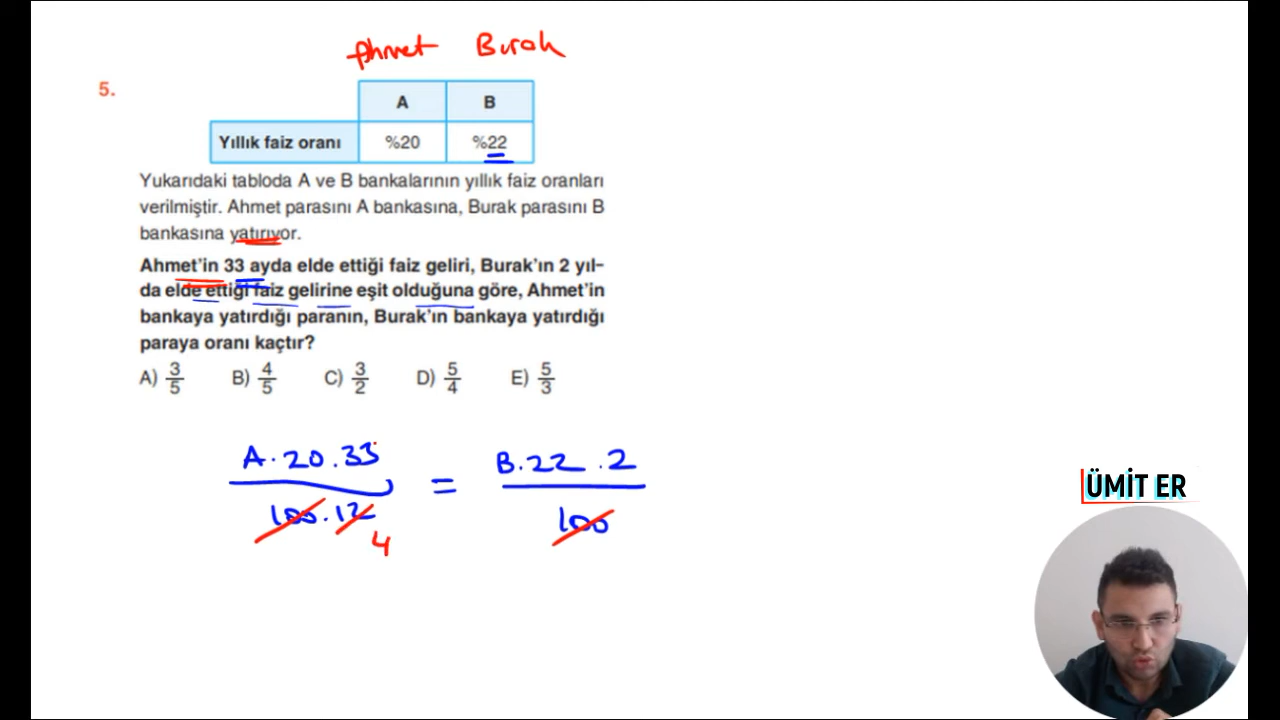 Ahmet Burak
5.
A B
Yıllık faiz oranı %20 %22
Yukarıdaki tabloda A ve B bankalarının yıllık faiz oranları
verilmiştir. Ahmet parasını A bankasına, Burak parasını B
bankasına yatırıyor.
Ahmet'in 33 ayda elde ettiği faiz geliri, Burak'ın 2 yıl-
da elde ettiği faiz gelirine eşit olduğuna göre, Ahmet'in
bankaya yatırdığı paranın, Burak'ın bankaya yatırdığı
paraya oranı kaçtır?
A) 3/5 B) 4/5 C) 3/2 D) 5/4 E) 5/3
A.20.33 = B.22.2
100.12 100
4
ÜMİT ER